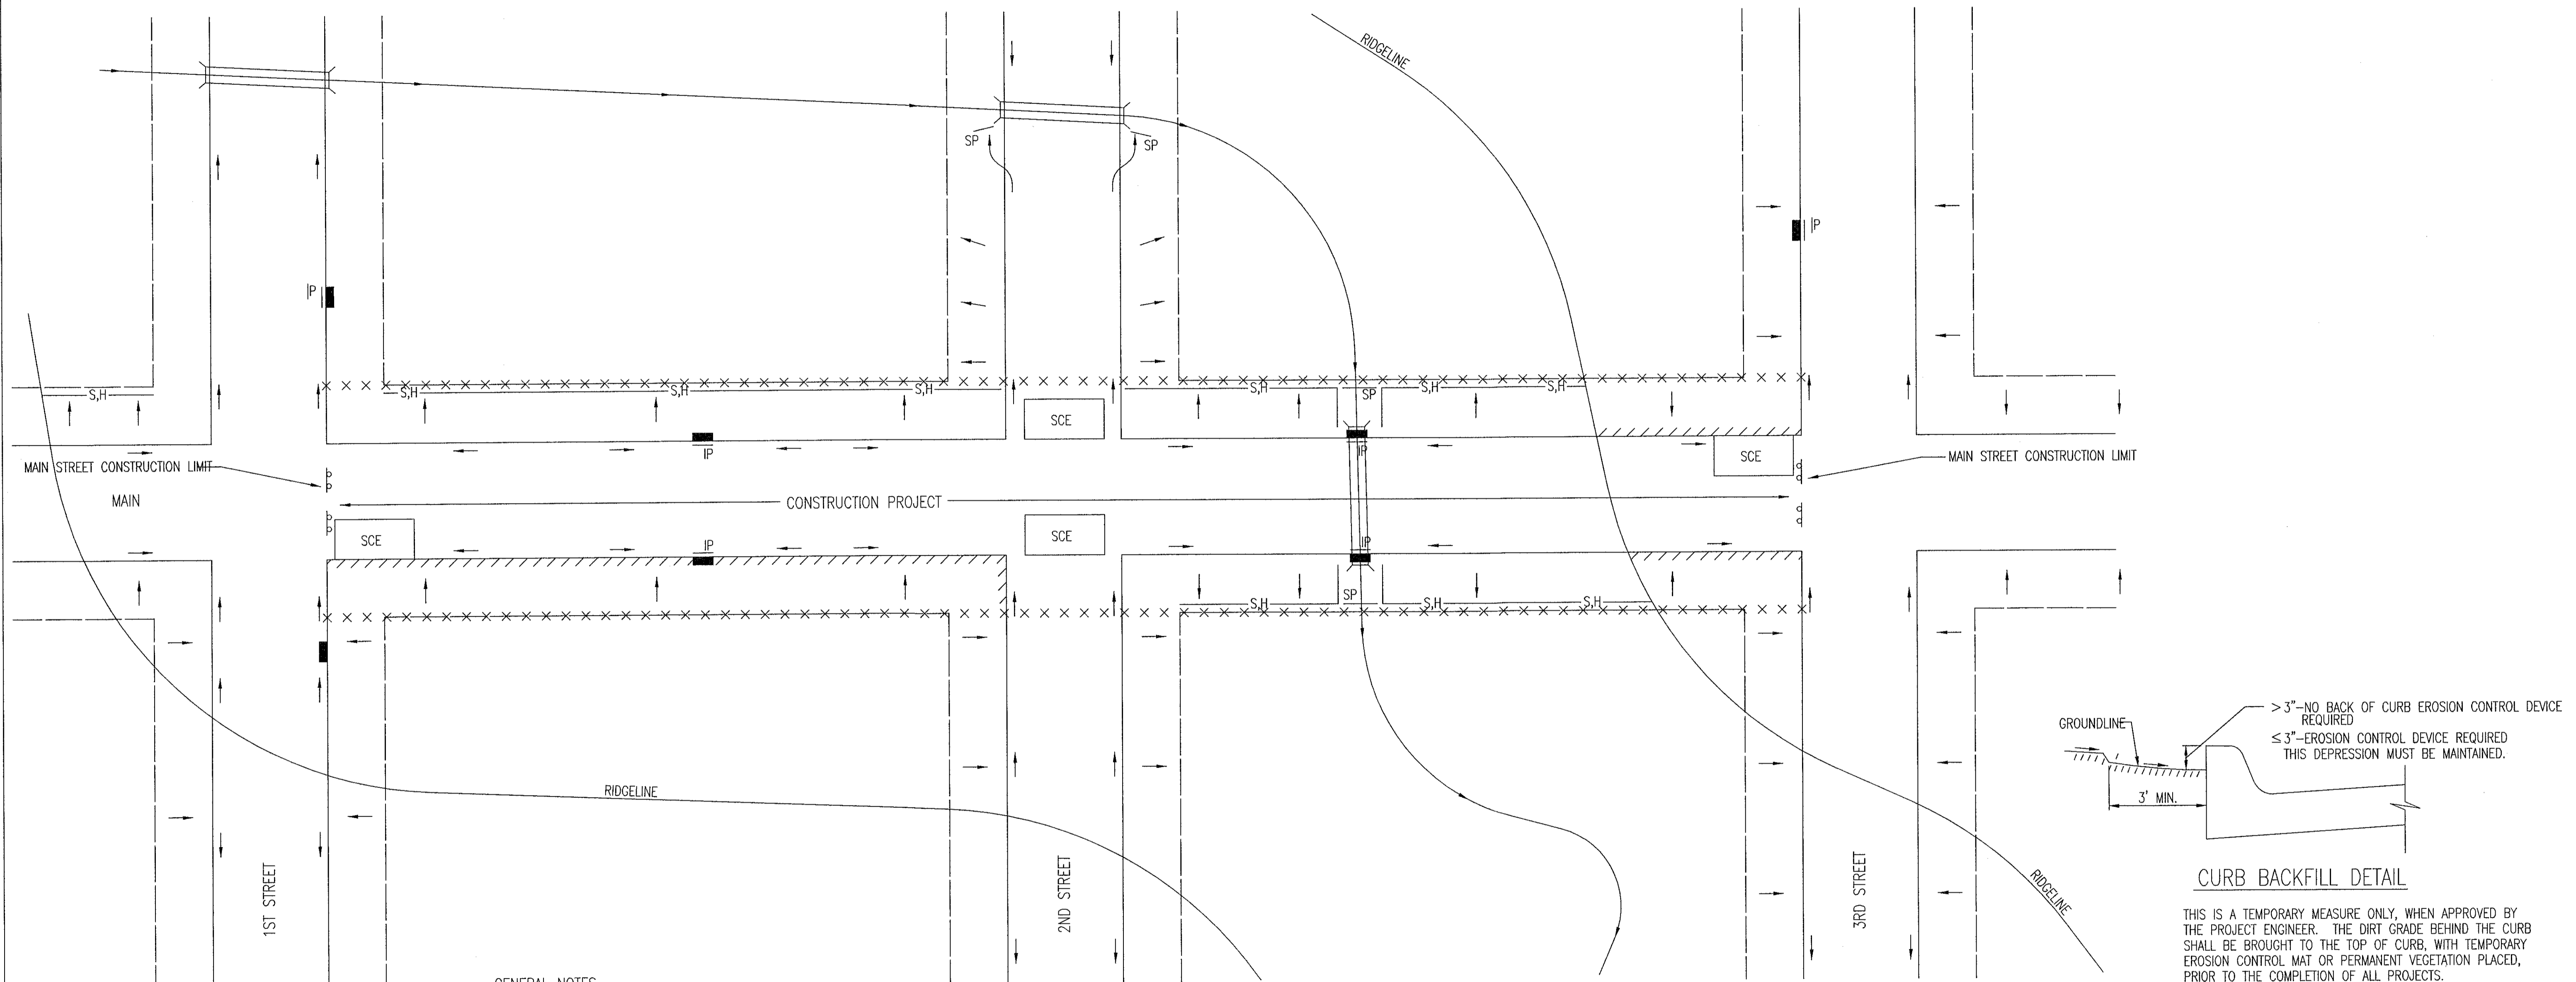 RIDGELINE
SP
SP
IP
IP
S,H
S,H
S,H
S,H
S,H
SP
S,H
S,H
SCE
IP
IP
SCE
MAIN STREET CONSTRUCTION LIMIT
MAIN STREET CONSTRUCTION LIMIT
MAIN
CONSTRUCTION PROJECT
SCE
SCE
IP
IP
S,H
SP
S,H
S,H
RIDGELINE
1ST STREET
2ND STREET
3RD STREET
RIDGELINE
GROUNDLINE
> 3"-NO BACK OF CURB EROSION CONTROL DEVICE
REQUIRED
≤ 3"-EROSION CONTROL DEVICE REQUIRED
THIS DEPRESSION MUST BE MAINTAINED.
3' MIN.
CURB BACKFILL DETAIL
THIS IS A TEMPORARY MEASURE ONLY, WHEN APPROVED BY
THE PROJECT ENGINEER. THE DIRT GRADE BEHIND THE CURB
SHALL BE BROUGHT TO THE TOP OF CURB, WITH TEMPORARY
EROSION CONTROL MAT OR PERMANENT VEGETATION PLACED,
PRIOR TO THE COMPLETION OF ALL PROJECTS.
GENERAL NOTES